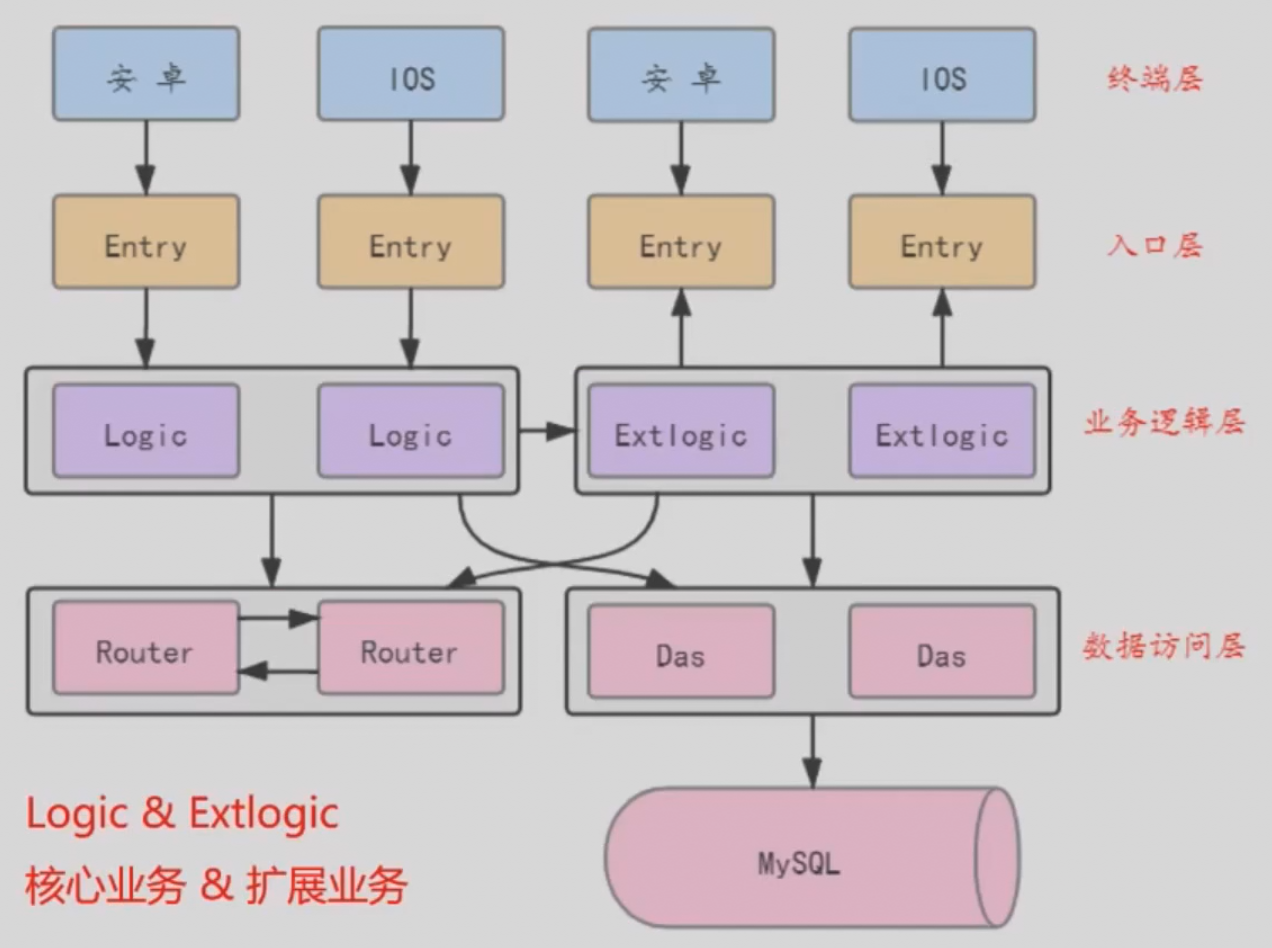 安 卓
IOS
安 卓
IOS
终端层
Entry
Entry
Entry
Entry
入口层
Logic
Logic
Extlogic
Extlogic
业务逻辑层
Router
Router
Das
Das
数据访问层
Logic & Extlogic
核心业务 & 扩展业务
MySQL